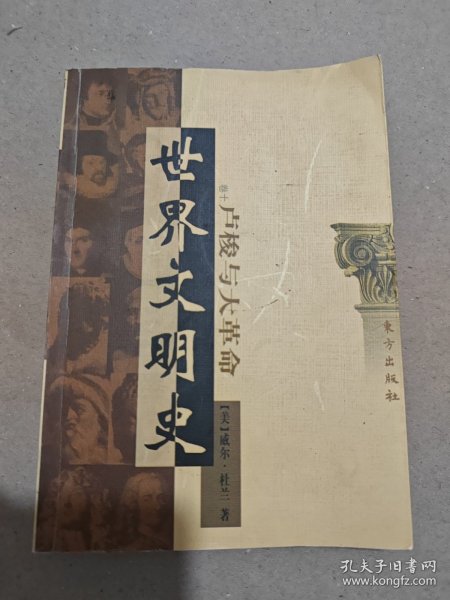 世界文明史
卷十
卢梭与大革命
【美】威尔·杜兰 著
東方出版社
孔夫子旧书网
www.kongfz.com